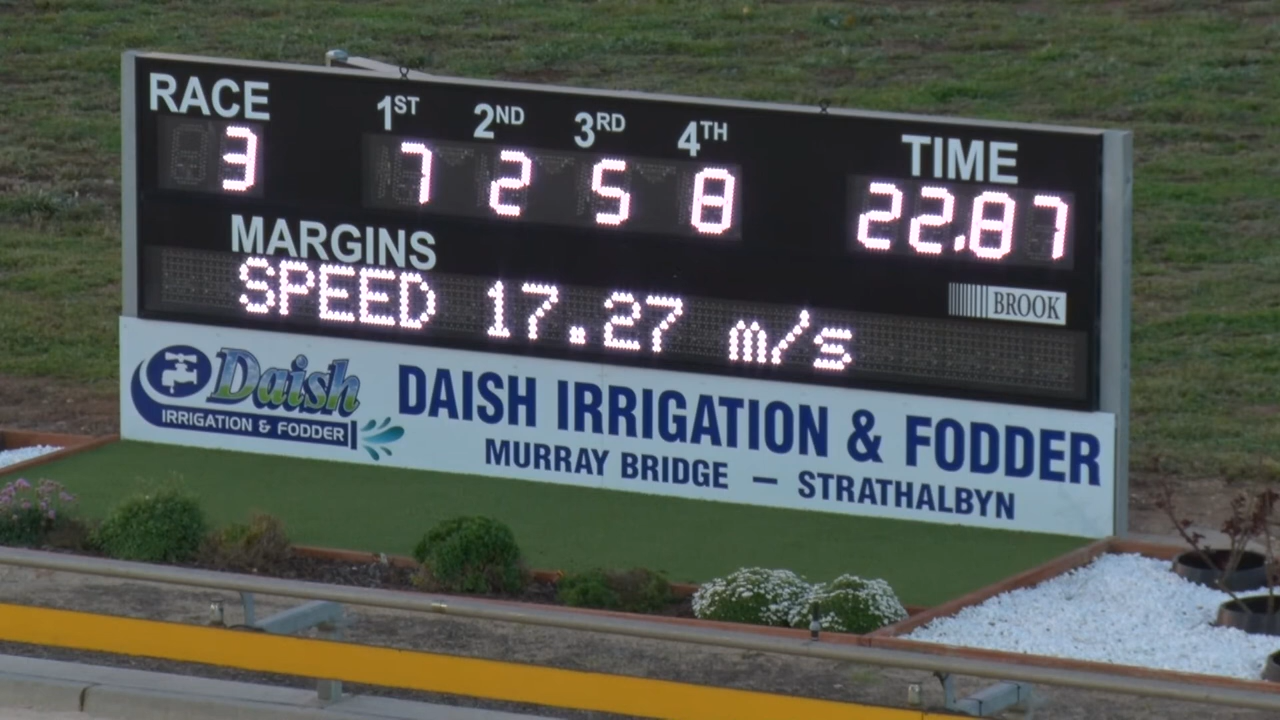 RACE 1ST 2ND 3RD 4TH TIME
3 7 2 5 8 22.87
MARGINS
SPEED 17.27 m/s
BROOK
Daish
IRRIGATION & FODDER
DAISH IRRIGATION & FODDER
MURRAY BRIDGE — STRATHALBYN